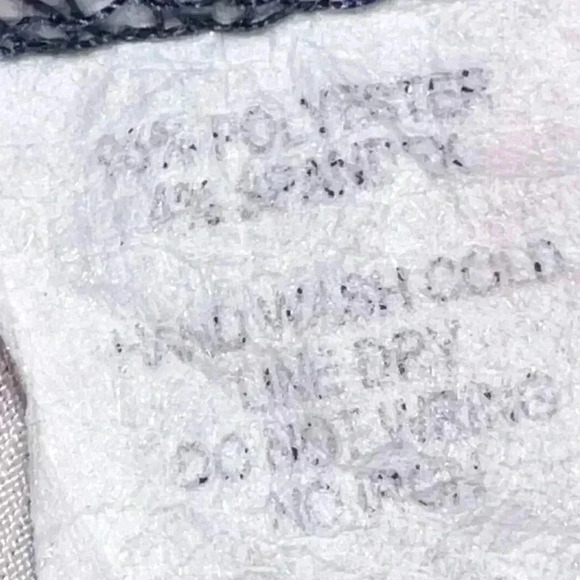 POLYESTER
SPANDEX
HAND WASH COLD
LINE DRY
DO NOT WRING
NO IRON